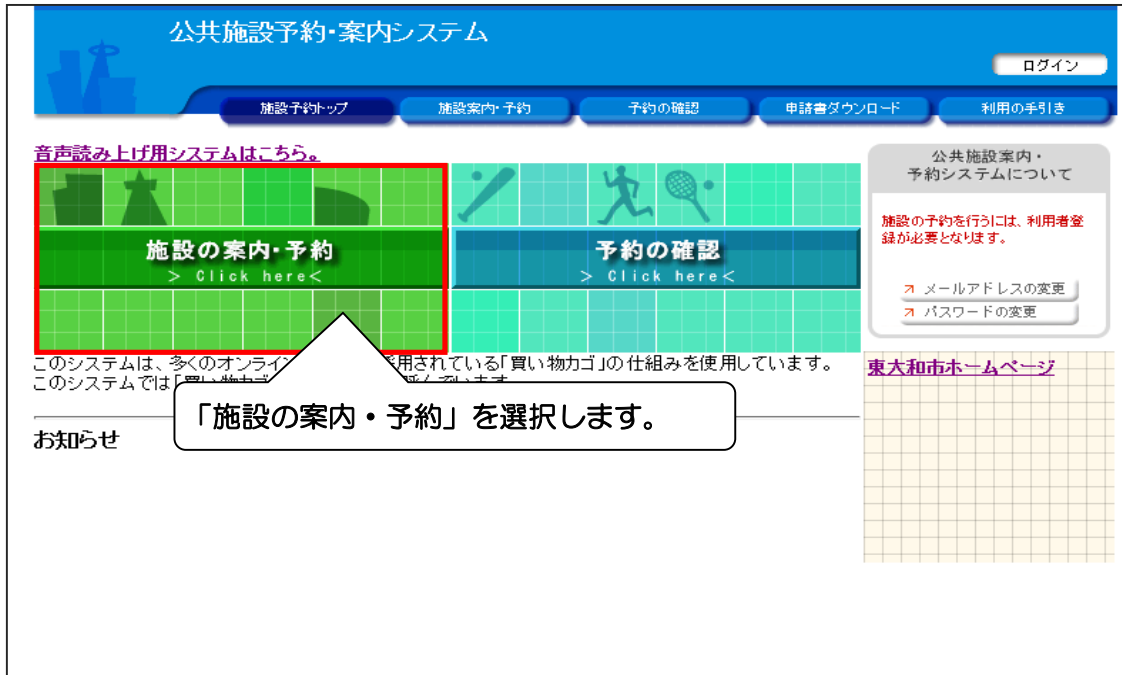 公共施設予約・案内システム
ログイン
施設予約トップ
施設案内・予約
予約の確認
申請書ダウンロード
利用の手引き
音声読み上げ用システムはこちら。
施設の案内・予約
> Click here<
予約の確認
> Click here<
公共施設案内・
予約システムについて
施設の予約を行うには、利用者登
録が必要となります。
メールアドレスの変更
パスワードの変更
このシステムは、多くのオンライン 用されている「買い物カゴ」の仕組みを使用しています。
このシステムでは
「施設の案内・予約」を選択します。
お知らせ
東大和市ホームページ